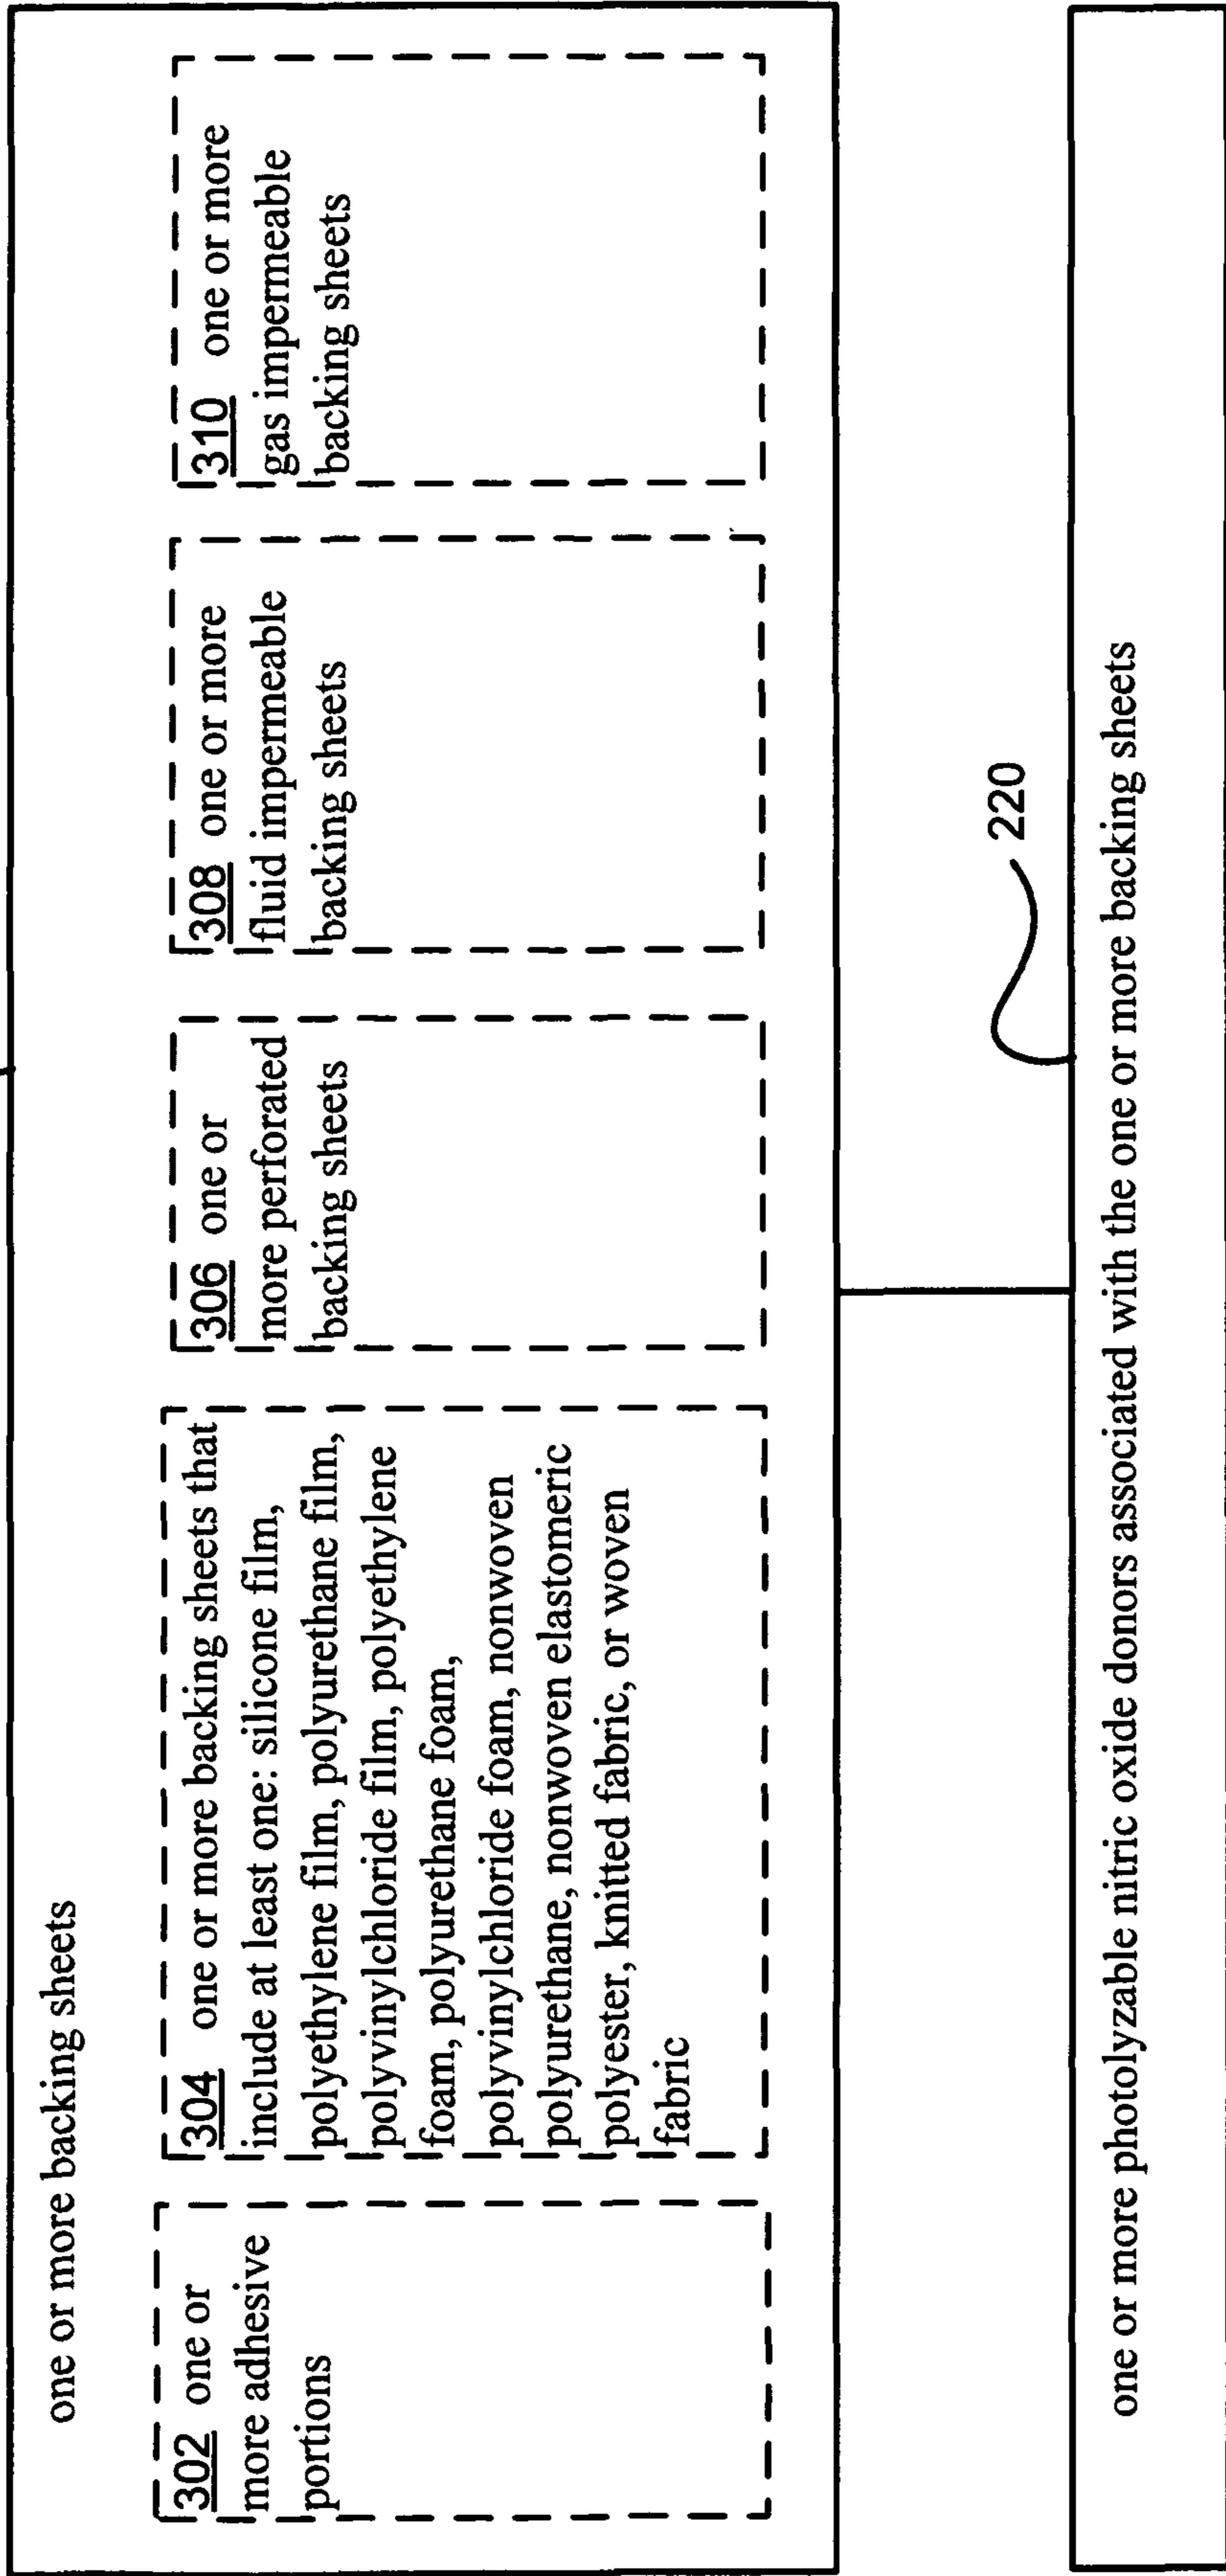 one or more backing sheets
302 one or
more adhesive
portions
304 one or more backing sheets that
include at least one: silicone film,
polyethylene film, polyurethane film,
polyvinylchloride film, polyethylene
foam, polyurethane foam,
polyvinylchloride foam, nonwoven
polyurethane, nonwoven elastomeric
polyester, knitted fabric, or woven
fabric
306 one or
more perforated
backing sheets
308 one or more
fluid impermeable
backing sheets
310 one or more
gas impermeable
backing sheets
220
one or more photolyzable nitric oxide donors associated with the one or more backing sheets